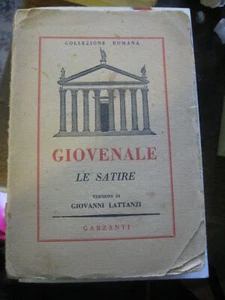 COLLEZIONE ROMANA
GIOVENALE
LE SATIRE
VERSIONE DI
GIOVANNI LATTANZI
GARZANTI